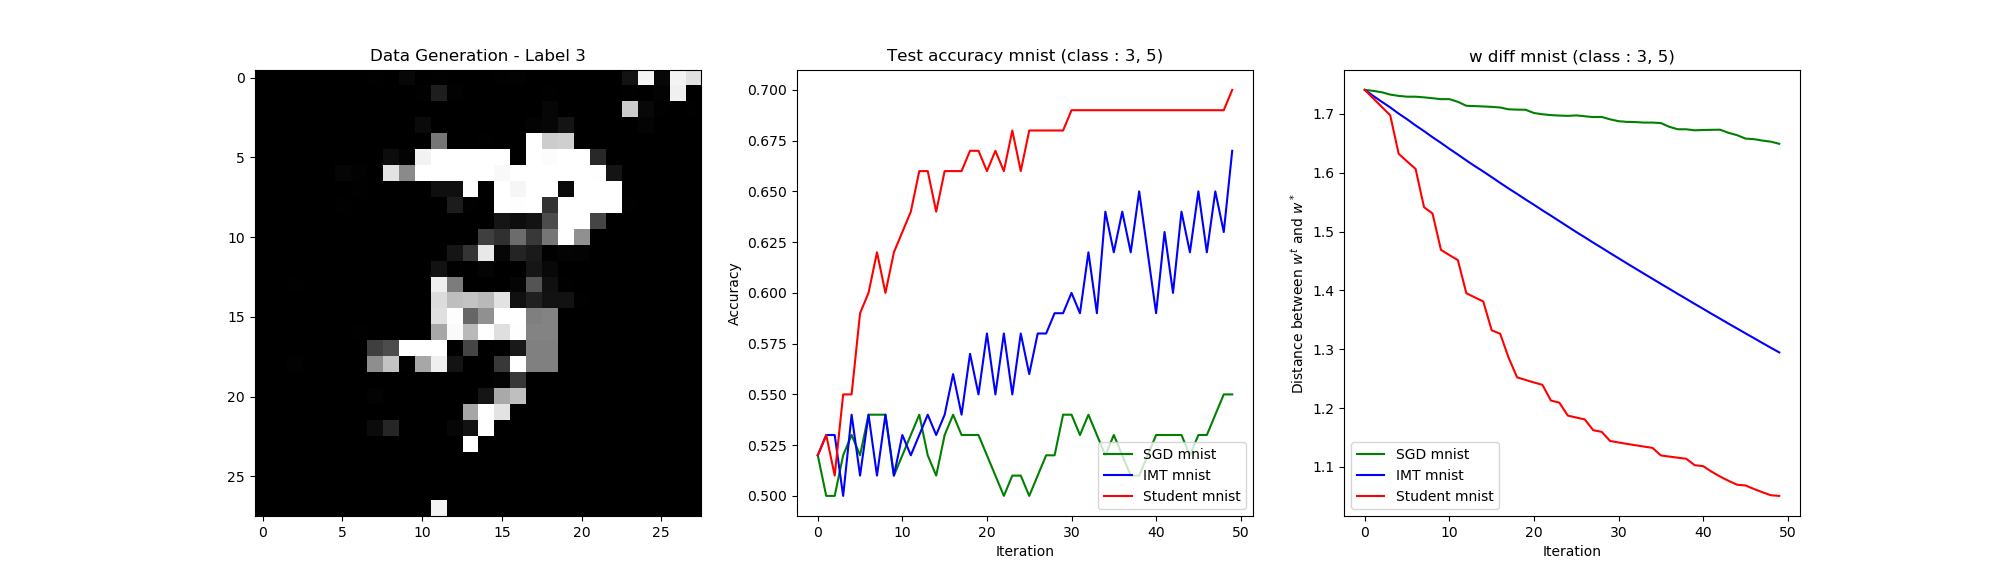 Data Generation - Label 3
0
5
10
15
20
25
0 5 10 15 20 25
Test accuracy mnist (class : 3, 5)
Accuracy
0.700
0.675
0.650
0.625
0.600
0.575
0.550
0.525
0.500
SGD mnist
IMT mnist
Student mnist
0 10 20 30 40 50
Iteration
w diff mnist (class : 3, 5)
Distance between w^t and w^*
1.7
1.6
1.5
1.4
1.3
1.2
1.1
SGD mnist
IMT mnist
Student mnist
0 10 20 30 40 50
Iteration